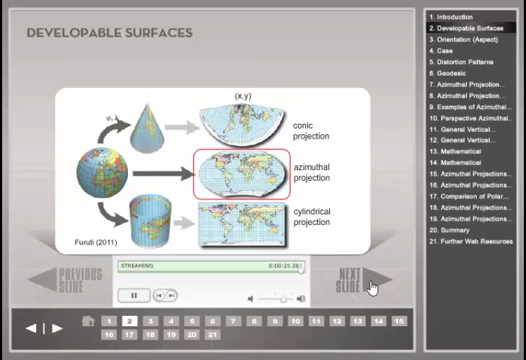 DEVELOPABLE SURFACES
(x,y)
φ,λ
conic
projection
azimuthal
projection
cylindrical
projection
Furuti (2011)
PREVIOUS
SLIDE
STREAMING
NEXT
SLIDE
1 2 3 4 5 6 7 8 9 10 11 12 13 14 15
16 17 18 19 20 21
1. Introduction
2. Developable Surfaces
3. Orientation (Aspect)
4. Case
5. Distortion Patterns
6. Geodesic
7. Azimuthal Projection...
8. Azimuthal Projection...
9. Examples of Azimuthal...
10. Perspective Azimuthal...
11. General Vertical...
12. General Vertical...
13. Mathematical
14. Mathematical
15. Azimuthal Projections...
16. Azimuthal Projections...
17. Comparison of Polar...
18. Azimuthal Projections...
19. Azimuthal Projections...
20. Summary
21. Further Web Resources